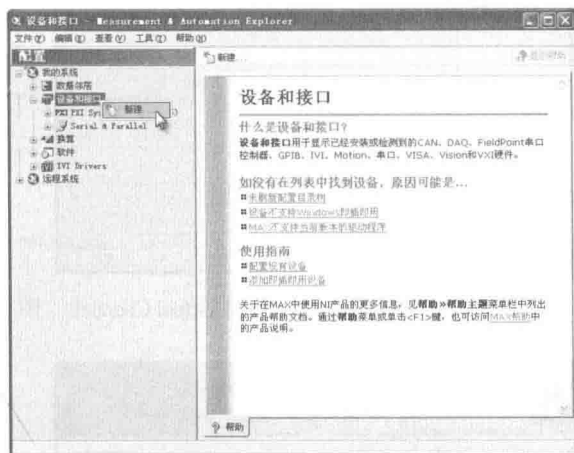 设备和接口 - Measurement & Automation Explorer
文件(F) 编辑(E) 查看(V) 工具(T) 帮助(H)
配置
我的系统
数据邻居
设备和接口
PXI PXI Sy
新建
Serial & Parallel
换算
软件
IVI Drivers
远程系统
新建...
显示帮助
设备和接口
什么是设备和接口?
设备和接口用于显示已经安装或检测到的CAN、DAQ、FieldPoint串口
控制器、GPIB、IVI、Motion、串口、VISA、Vision和VXI硬件。
如没有在列表中找到设备,原因可能是...
未刷新配置目录树
设备不支持Windows即插即用
MAX不支持当前版本的驱动程序
使用指南
配置现有设备
添加即插即用设备
关于在MAX中使用NI产品的更多信息,见帮助»帮助主题菜单栏中列出
的产品帮助文档。通过帮助菜单或单击<F1>键,也可访问MAX帮助中
的产品说明。
帮助